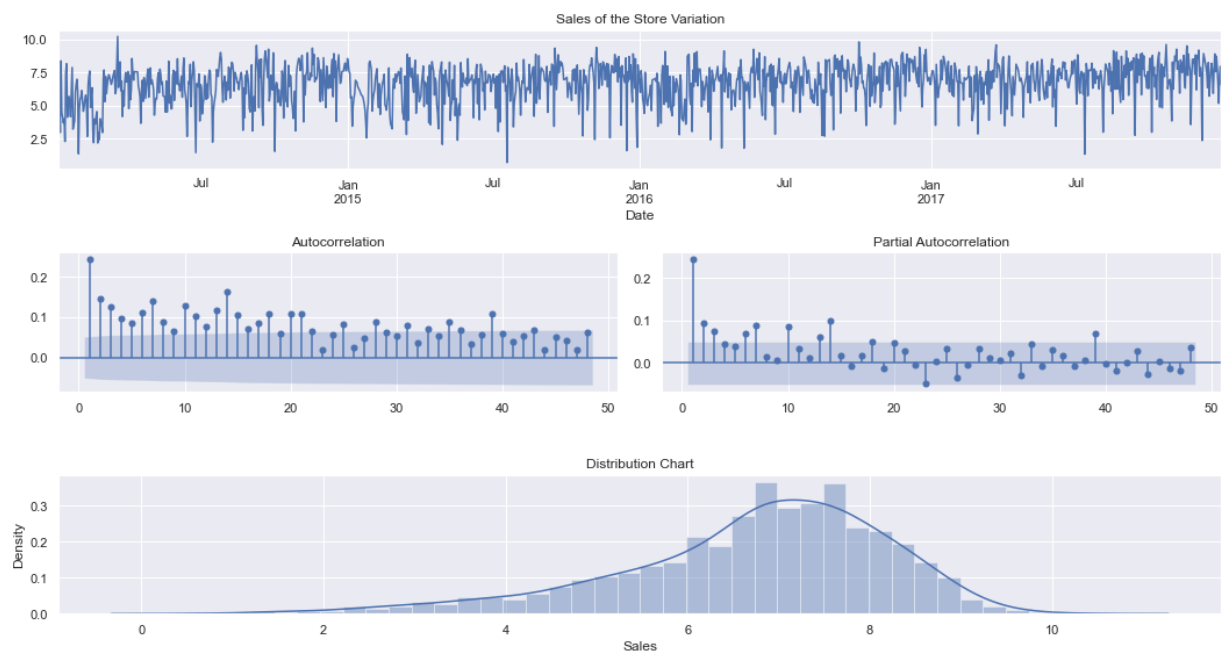 Sales of the Store Variation
10.0
7.5
5.0
2.5
Jul
Jan
2015
Jul
Jan
2016
Jul
Jan
2017
Jul
Date
Autocorrelation
0.2
0.1
0.0
0 10 20 30 40 50
Partial Autocorrelation
0.2
0.1
0.0
0 10 20 30 40 50
Distribution Chart
Density
0.3
0.2
0.1
0.0
0 2 4 6 8 10
Sales